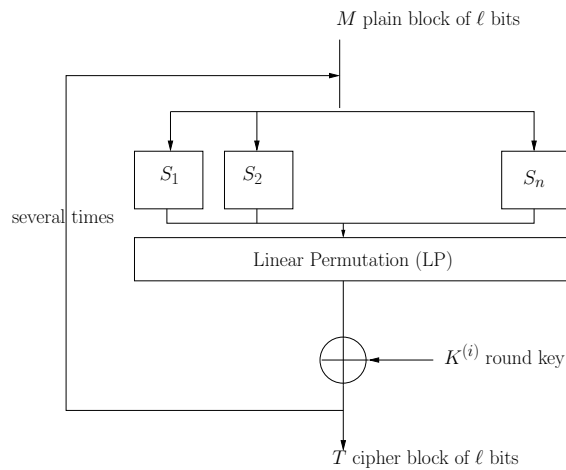 M plain block of ℓ bits
S₁ S₂ Sₙ
several times
Linear Permutation (LP)
K⁽ⁱ⁾ round key
T cipher block of ℓ bits